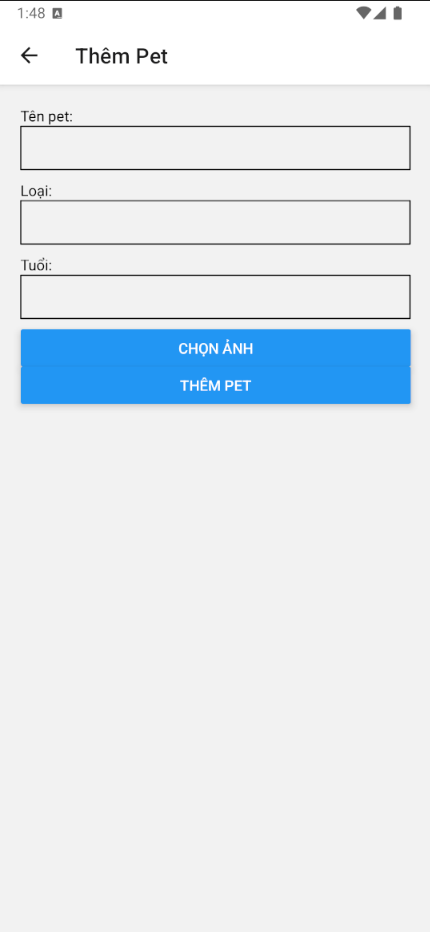 1:48
Thêm Pet
Tên pet:
Loại:
Tuổi:
CHỌN ẢNH
THÊM PET